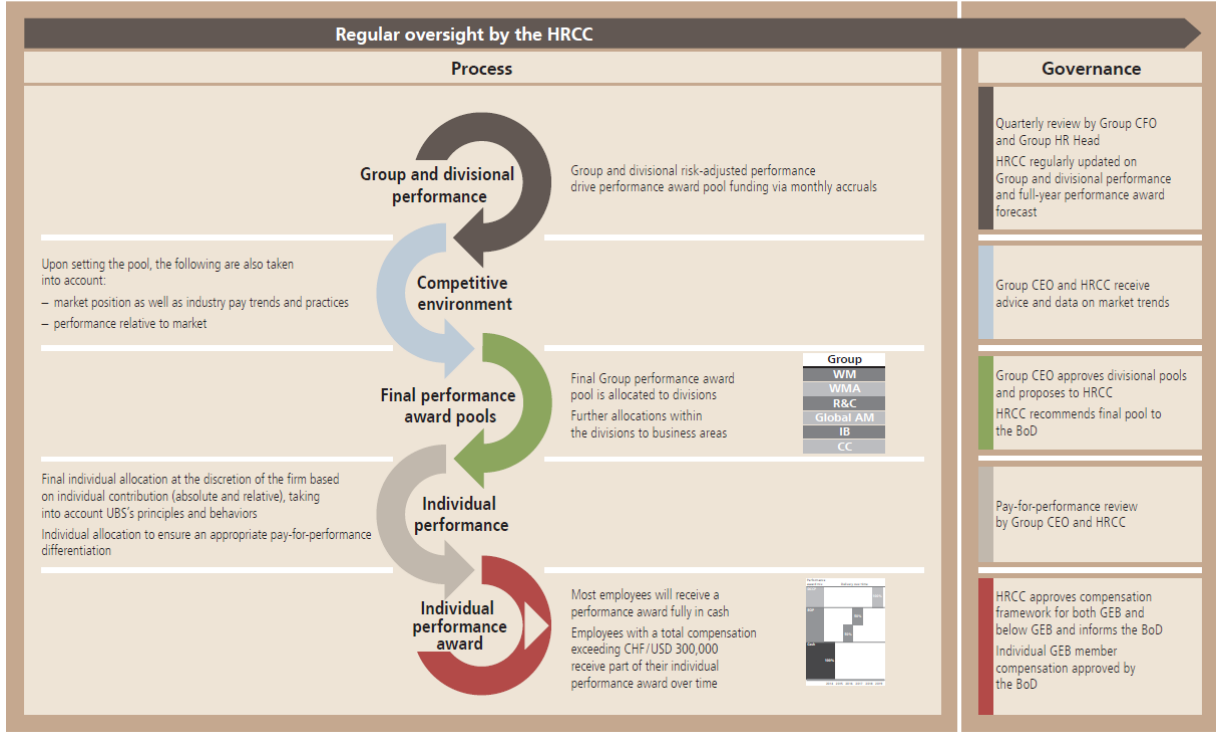 Regular oversight by the HRCC
Process
Governance
Group and divisional
performance
Group and divisional risk-adjusted performance
drive performance award pool funding via monthly accruals
Quarterly review by Group CFO
and Group HR Head
HRCC regularly updated on
Group and divisional performance
and full-year performance award
forecast
Upon setting the pool, the following are also taken
into account:
– market position as well as industry pay trends and practices
– performance relative to market
Competitive
environment
Group CEO and HRCC receive
advice and data on market trends
Final performance
award pools
Final Group performance award
pool is allocated to divisions
Further allocations within
the divisions to business areas
Group
WM
WMA
R&C
Global AM
IB
CC
Group CEO approves divisional pools
and proposes to HRCC
HRCC recommends final pool to
the BoD
Final individual allocation at the discretion of the firm based
on individual contribution (absolute and relative), taking
into account UBS's principles and behaviors
Individual allocation to ensure an appropriate pay-for-performance
differentiation
Individual
performance
Pay-for-performance review
by Group CEO and HRCC
Individual
performance
award
Most employees will receive a
performance award fully in cash
Employees with a total compensation
exceeding CHF/USD 300,000
receive part of their individual
performance award over time
HRCC approves compensation
framework for both GEB and
below GEB and informs the BoD
Individual GEB member
compensation approved by
the BoD